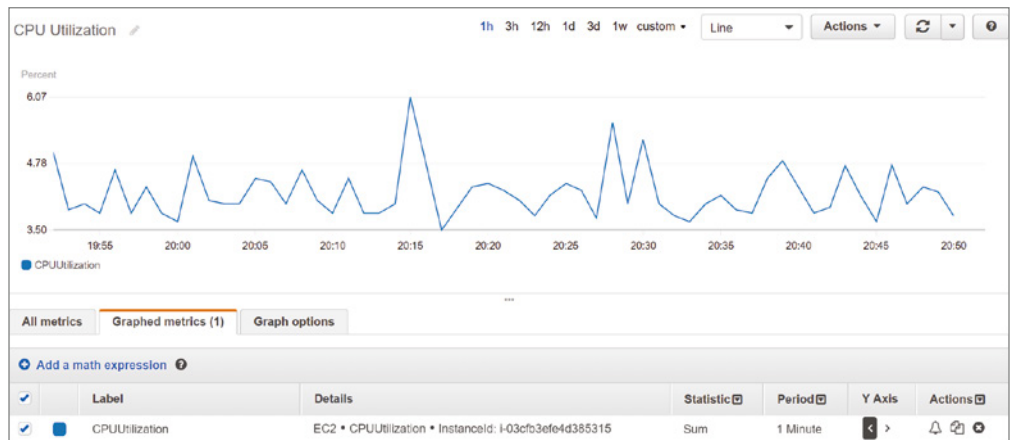 CPU Utilization
1h 3h 12h 1d 3d 1w custom Line Actions
Percent
6.07
4.78
3.50
19:55 20:00 20:05 20:10 20:15 20:20 20:25 20:30 20:35 20:40 20:45 20:50
CPUUtilization
All metrics Graphed metrics (1) Graph options
Add a math expression
Label Details Statistic Period Y Axis Actions
CPUUtilization EC2 • CPUUtilization • InstanceId: i-03cfb3efe4d385315 Sum 1 Minute < >